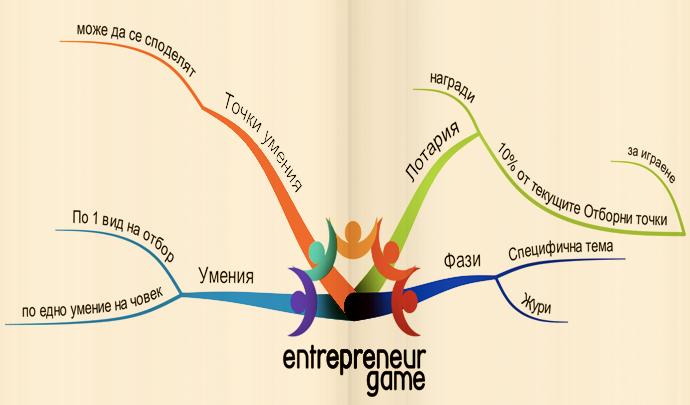 може да се споделят
Точки умения
По 1 вид на отбор
по едно умение на човек
Умения
награди
Лотария
10% от текущите Отборни точки
за играене
Фази
Специфична тема
Жури
entrepreneur
game